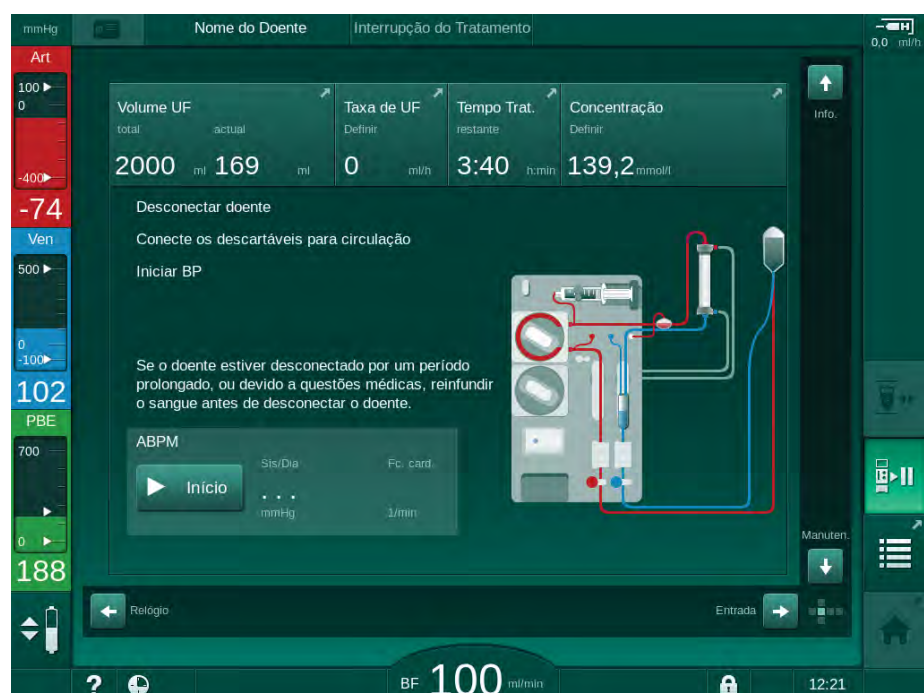 mmHg
Nome do Doente
Interrupção do Tratamento
0,0 ml/h
Art
100
0
-400
-74
Ven
500
0
-100
102
PBE
700
0
188
Volume UF
total actual
2000 ml 169 ml
Taxa de UF
Definir
0 ml/h
Tempo Trat.
restante
3:40 h:min
Concentração
Definir
139,2 mmol/l
Info.
Desconectar doente
Conecte os descartáveis para circulação
Iniciar BP
Se o doente estiver desconectado por um período
prolongado, ou devido a questões médicas, reinfundir
o sangue antes de desconectar o doente.
ABPM
Início
Sis/Dia
. . .
mmHg
Fc. card.
1/min
Manuten.
Relógio
Entrada
? BF 100 ml/min 12:21